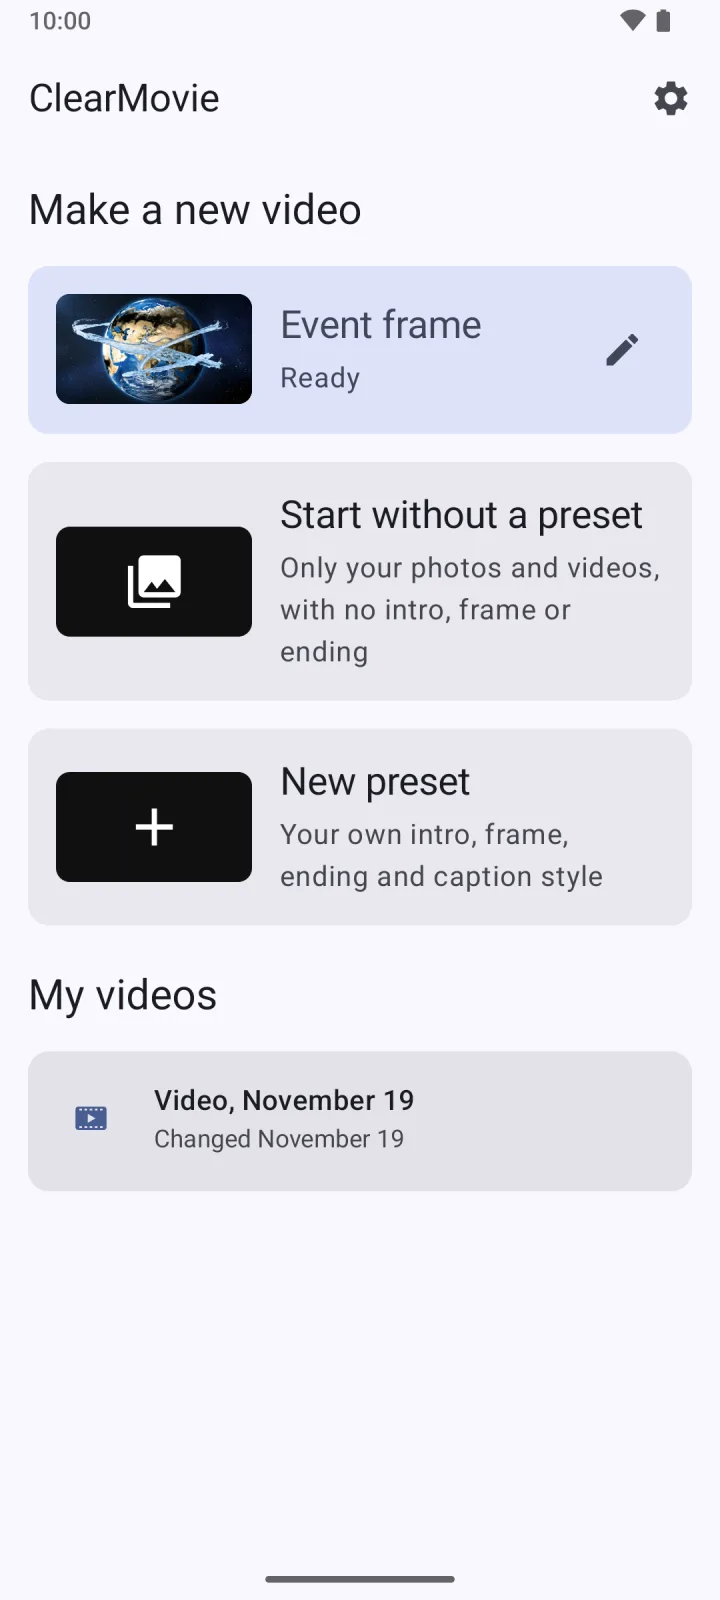 10:00
ClearMovie
Make a new video
Event frame
Ready
Start without a preset
Only your photos and videos,
with no intro, frame or
ending
New preset
Your own intro, frame,
ending and caption style
My videos
Video, November 19
Changed November 19